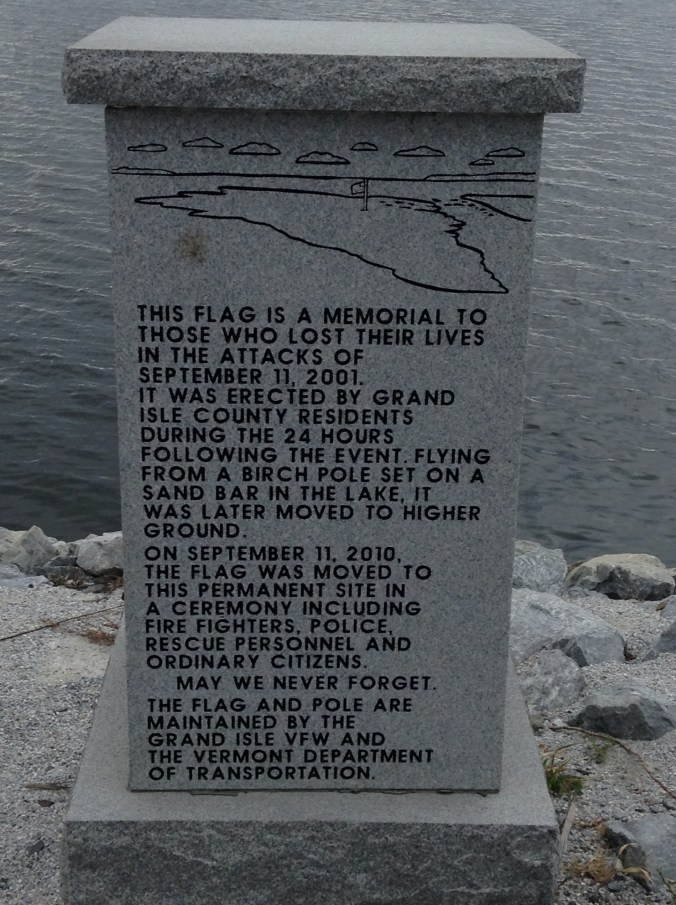 THIS FLAG IS A MEMORIAL TO
THOSE WHO LOST THEIR LIVES
IN THE ATTACKS OF
SEPTEMBER 11, 2001.
IT WAS ERECTED BY GRAND
ISLE COUNTY RESIDENTS
DURING THE 24 HOURS
FOLLOWING THE EVENT. FLYING
FROM A BIRCH POLE SET ON A
SAND BAR IN THE LAKE, IT
WAS LATER MOVED TO HIGHER
GROUND.
ON SEPTEMBER 11, 2010,
THE FLAG WAS MOVED TO
THIS PERMANENT SITE IN
A CEREMONY INCLUDING
FIRE FIGHTERS, POLICE,
RESCUE PERSONNEL AND
ORDINARY CITIZENS.
MAY WE NEVER FORGET.
THE FLAG AND POLE ARE
MAINTAINED BY THE
GRAND ISLE VFW AND
THE VERMONT DEPARTMENT
OF TRANSPORTATION.